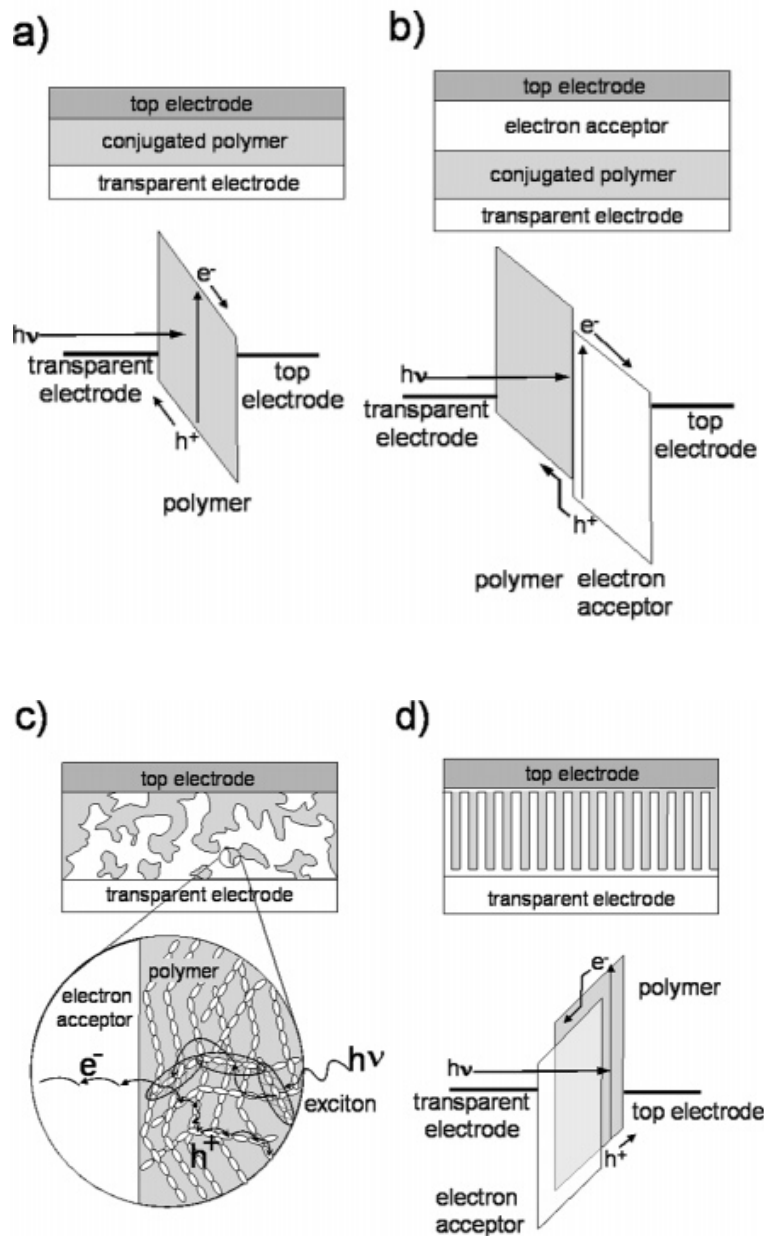 a)
top electrode
conjugated polymer
transparent electrode
e-
hν
transparent
electrode
top
electrode
h+
polymer
b)
top electrode
electron acceptor
conjugated polymer
transparent electrode
e-
hν
transparent
electrode
top
electrode
h+
polymer
electron
acceptor
c)
top electrode
transparent electrode
polymer
electron
acceptor
e-
hν
exciton
h+
d)
top electrode
transparent electrode
e-
polymer
hν
transparent
electrode
top electrode
h+
electron
acceptor